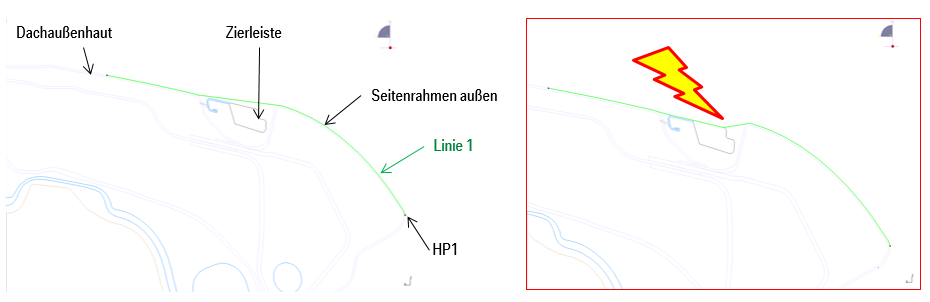 Dachaußenhaut
Zierleiste
Seitenrahmen außen
Linie 1
HP1